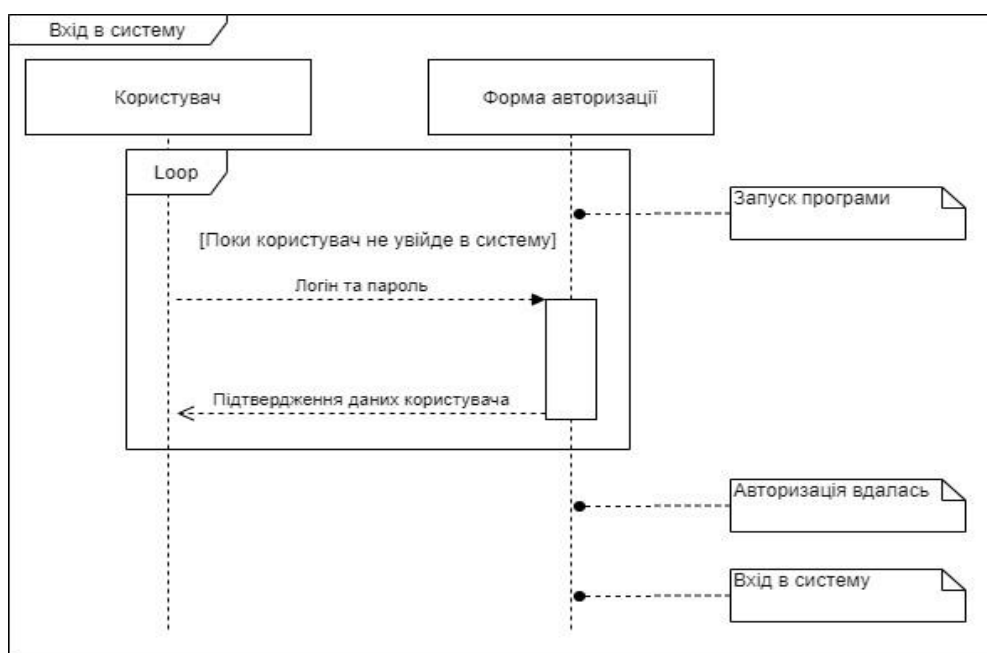 Вхід в систему
Користувач
Форма авторизації
Loop
Запуск програми
[Поки користувач не увійде в систему]
Логін та пароль
Підтвердження даних користувача
Авторизація вдалась
Вхід в систему